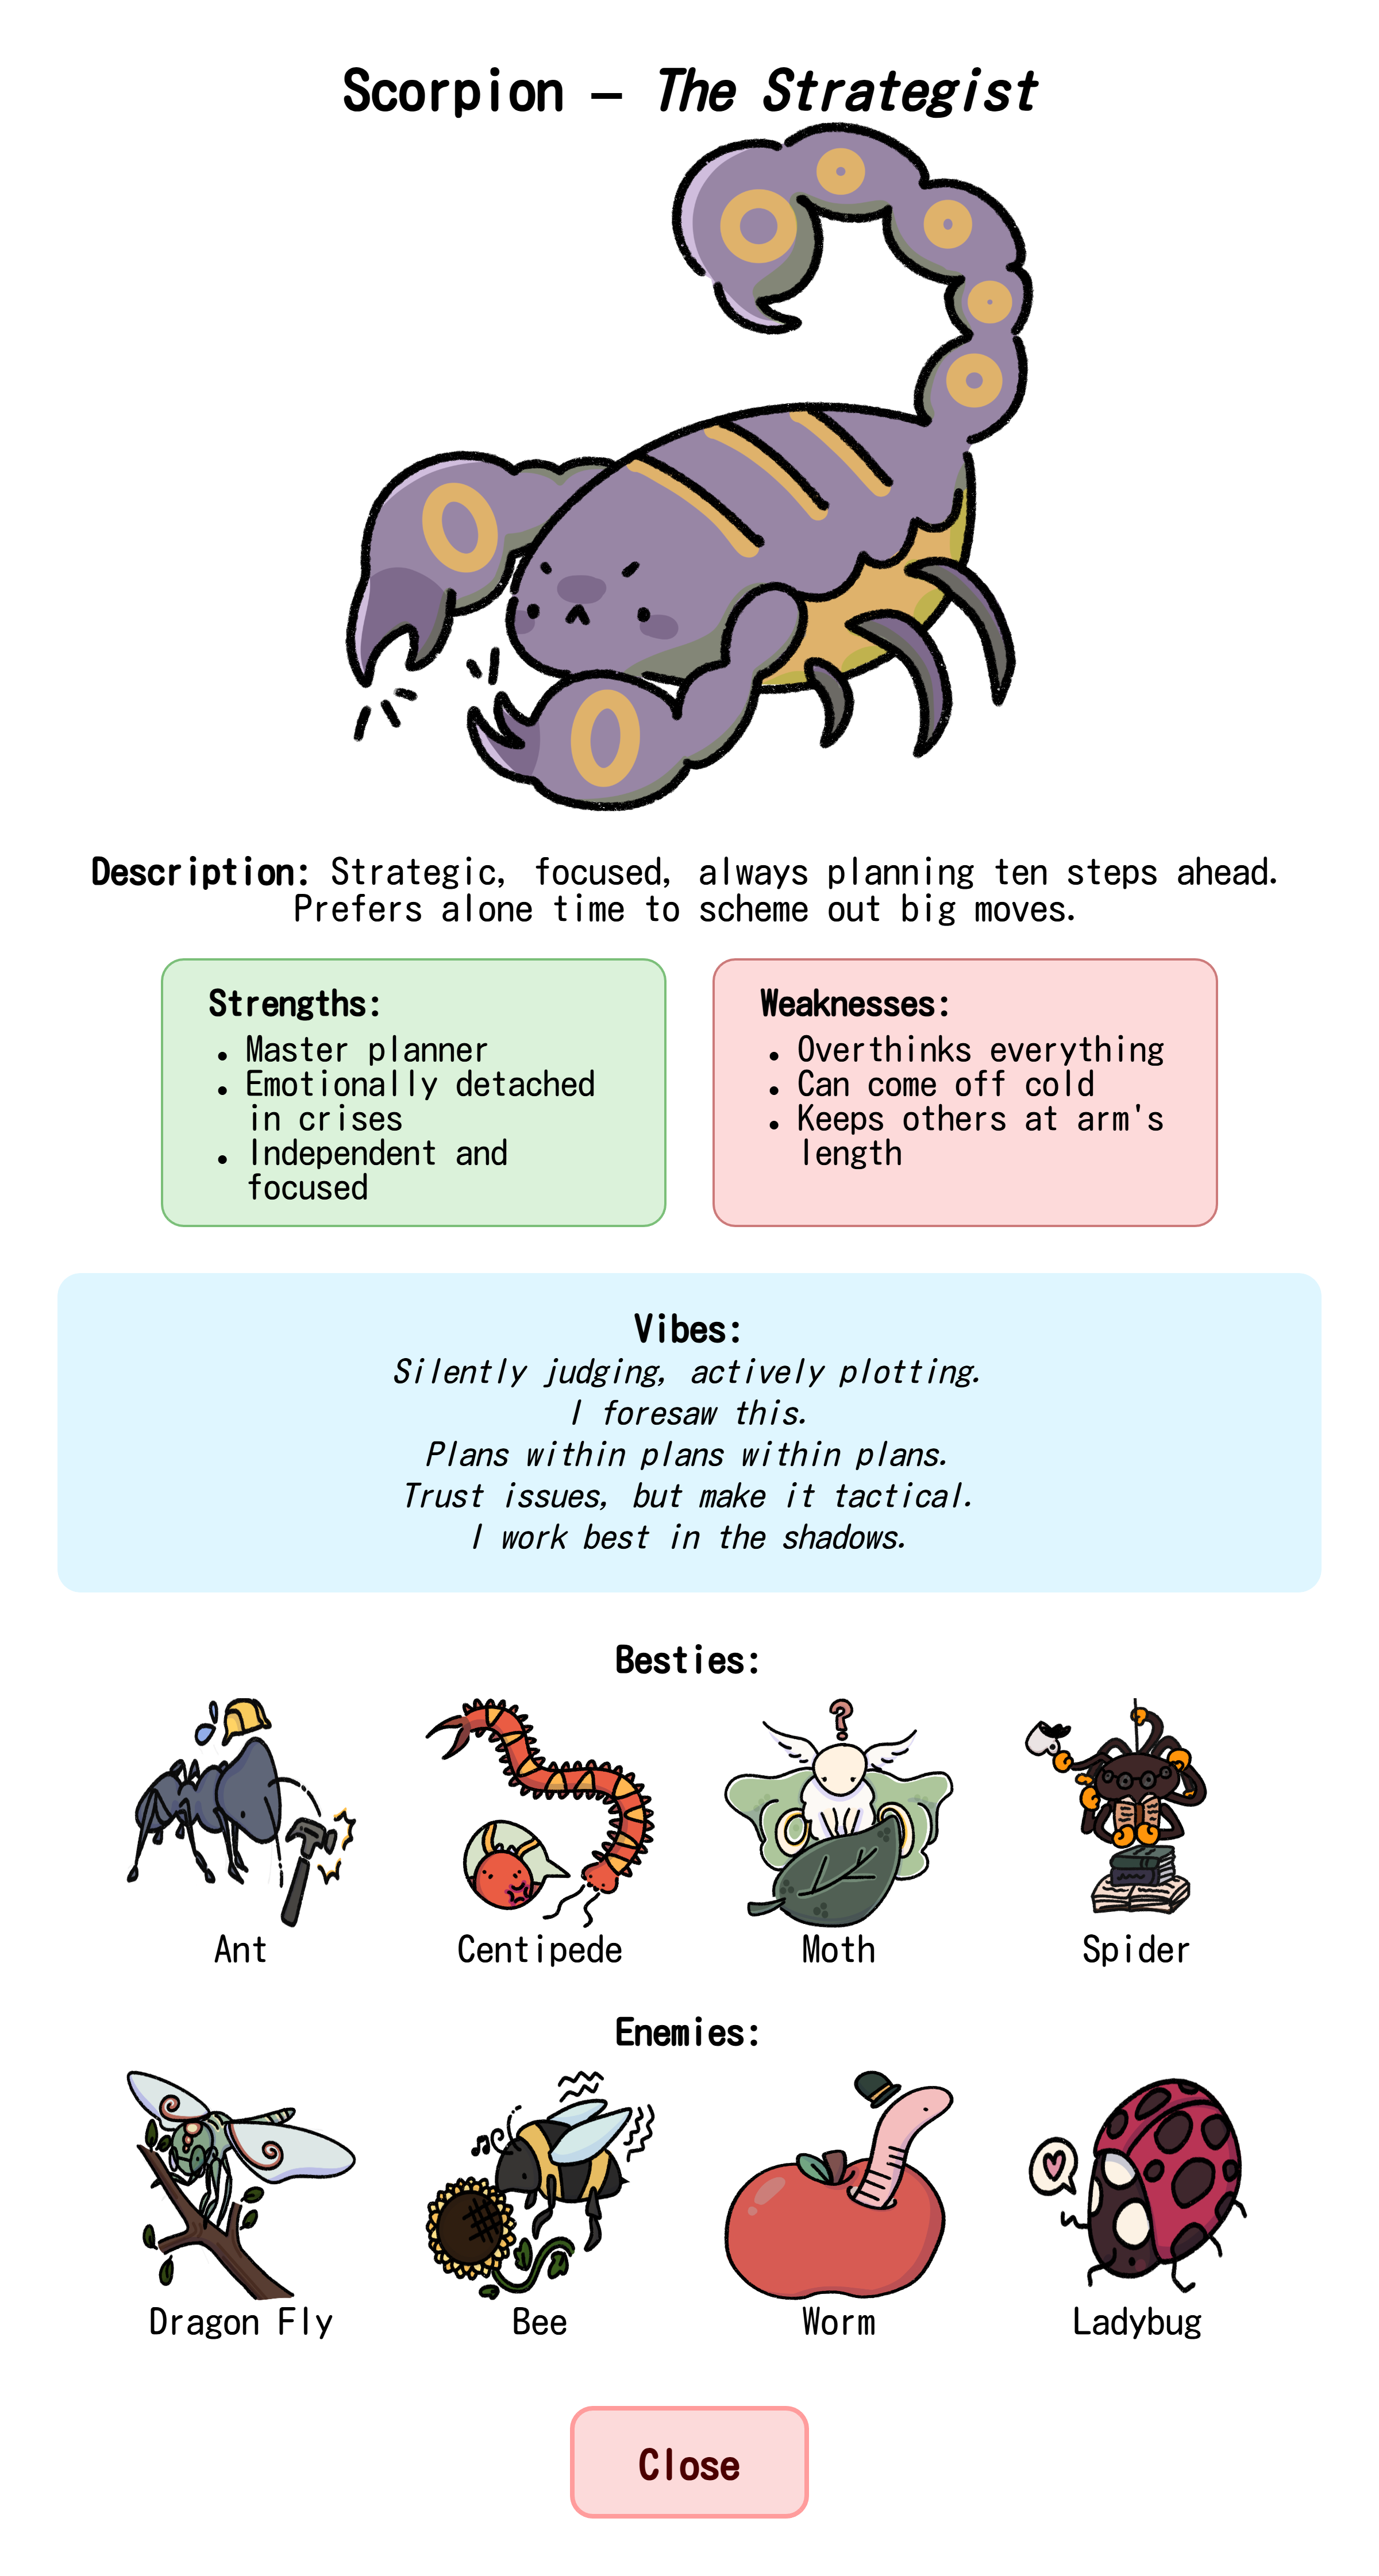 Scorpion — The Strategist
Description: Strategic, focused, always planning ten steps ahead.
Prefers alone time to scheme out big moves.
Strengths:
• Master planner
• Emotionally detached
in crises
• Independent and
focused
Weaknesses:
• Overthinks everything
• Can come off cold
• Keeps others at arm's
length
Vibes:
Silently judging, actively plotting.
I foresaw this.
Plans within plans within plans.
Trust issues, but make it tactical.
I work best in the shadows.
Besties:
?
Ant
Centipede
Moth
Spider
Enemies:
Dragon Fly
Bee
Worm
Ladybug
Close